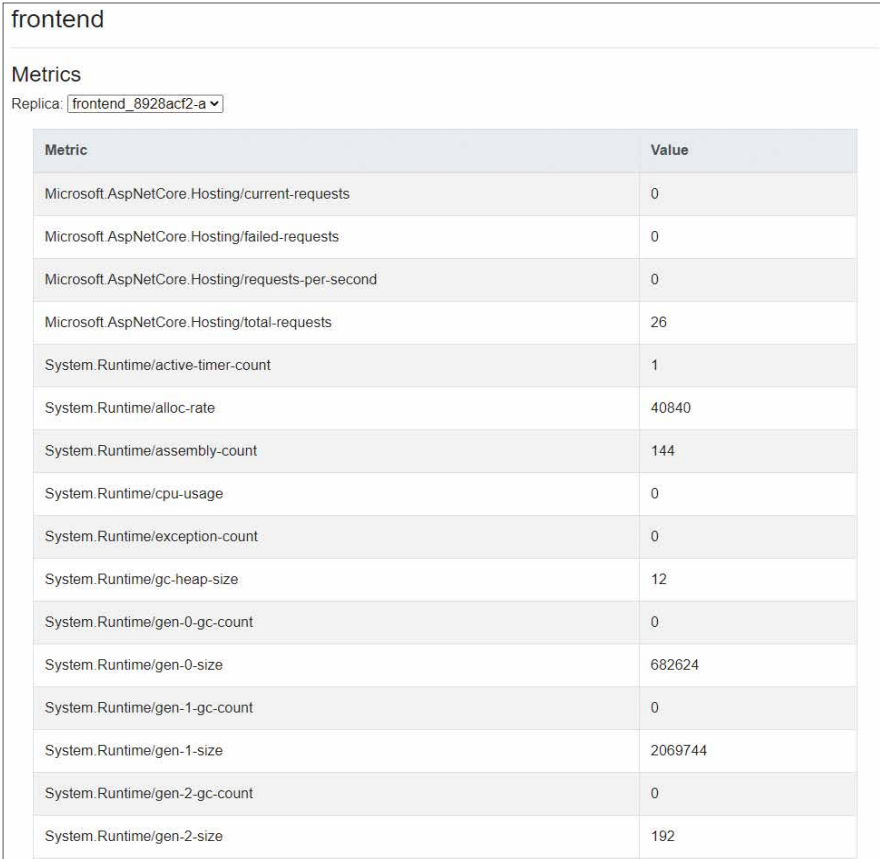 frontend
Metrics
Replica: frontend_8928acf2-a
Metric Value
Microsoft.AspNetCore.Hosting/current-requests 0
Microsoft.AspNetCore.Hosting/failed-requests 0
Microsoft.AspNetCore.Hosting/requests-per-second 0
Microsoft.AspNetCore.Hosting/total-requests 26
System.Runtime/active-timer-count 1
System.Runtime/alloc-rate 40840
System.Runtime/assembly-count 144
System.Runtime/cpu-usage 0
System.Runtime/exception-count 0
System.Runtime/gc-heap-size 12
System.Runtime/gen-0-gc-count 0
System.Runtime/gen-0-size 682624
System.Runtime/gen-1-gc-count 0
System.Runtime/gen-1-size 2069744
System.Runtime/gen-2-gc-count 0
System.Runtime/gen-2-size 192